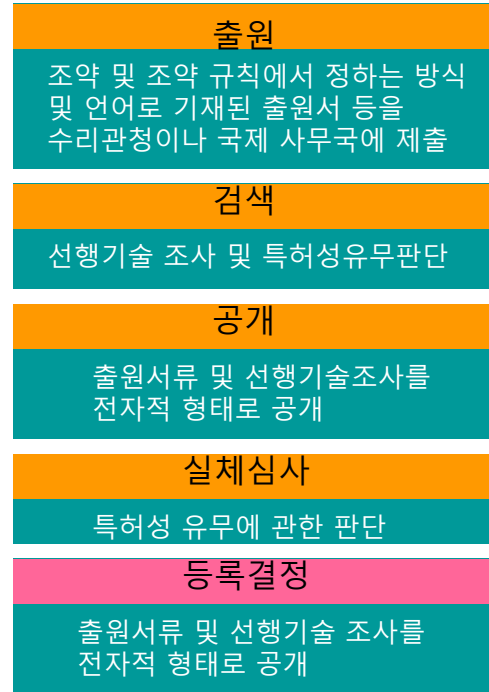 출원
조약 및 조약 규칙에서 정하는 방식
및 언어로 기재된 출원서 등을
수리관청이나 국제 사무국에 제출
검색
선행기술 조사 및 특허성유무판단
공개
출원서류 및 선행기술조사를
전자적 형태로 공개
실체심사
특허성 유무에 관한 판단
등록결정
출원서류 및 선행기술 조사를
전자적 형태로 공개